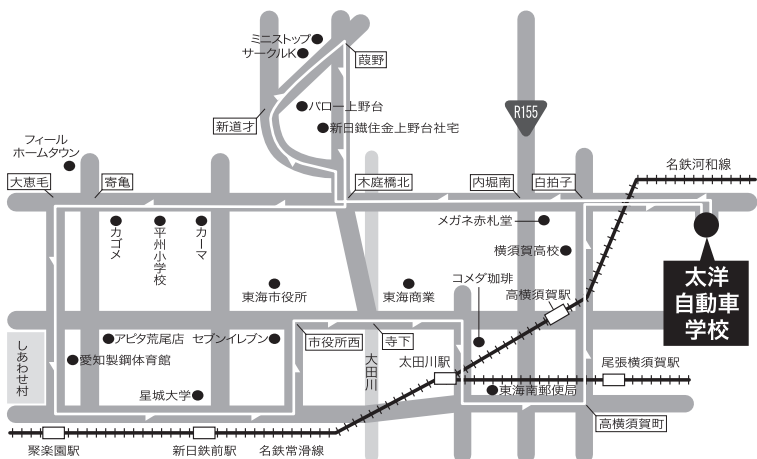 ミニストップ
サークルK
葭野
バロー上野台
新道才
新日鐵住金上野台社宅
R155
フィール
ホームタウン
名鉄河和線
大恵毛
寄亀
木庭橋北
内堀南
白拍子
カゴメ
平州小学校
カーマ
メガネ赤札堂
横須賀高校
太洋
自動車
学校
コメダ珈琲
東海市役所
東海商業
高横須賀駅
しあわせ村
アピタ荒尾店
セブンイレブン
市役所西
寺下
愛知製鋼体育館
大田川
太田川駅
尾張横須賀駅
星城大学
東海南郵便局
高横須賀町
聚楽園駅
新日鉄前駅
名鉄常滑線